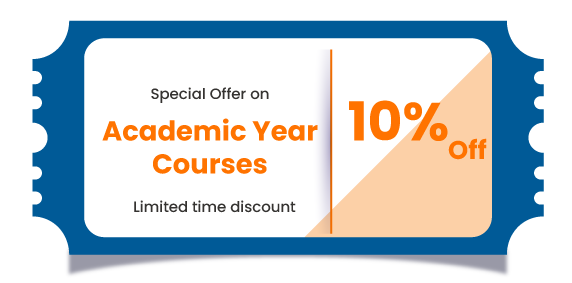 Special Offer on
Academic Year
Courses
Limited time discount
10%
Off